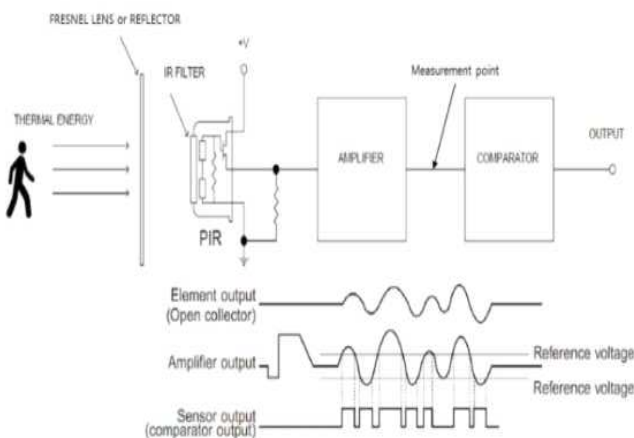 FRESNEL LENS or REFLECTOR
+V
IR FILTER
Measurement point
THERMAL ENERGY
AMPLIFIER
COMPARATOR
OUTPUT
PIR
Element output
(Open collector)
Amplifier output
Reference voltage
Reference voltage
Sensor output
(comparator output)